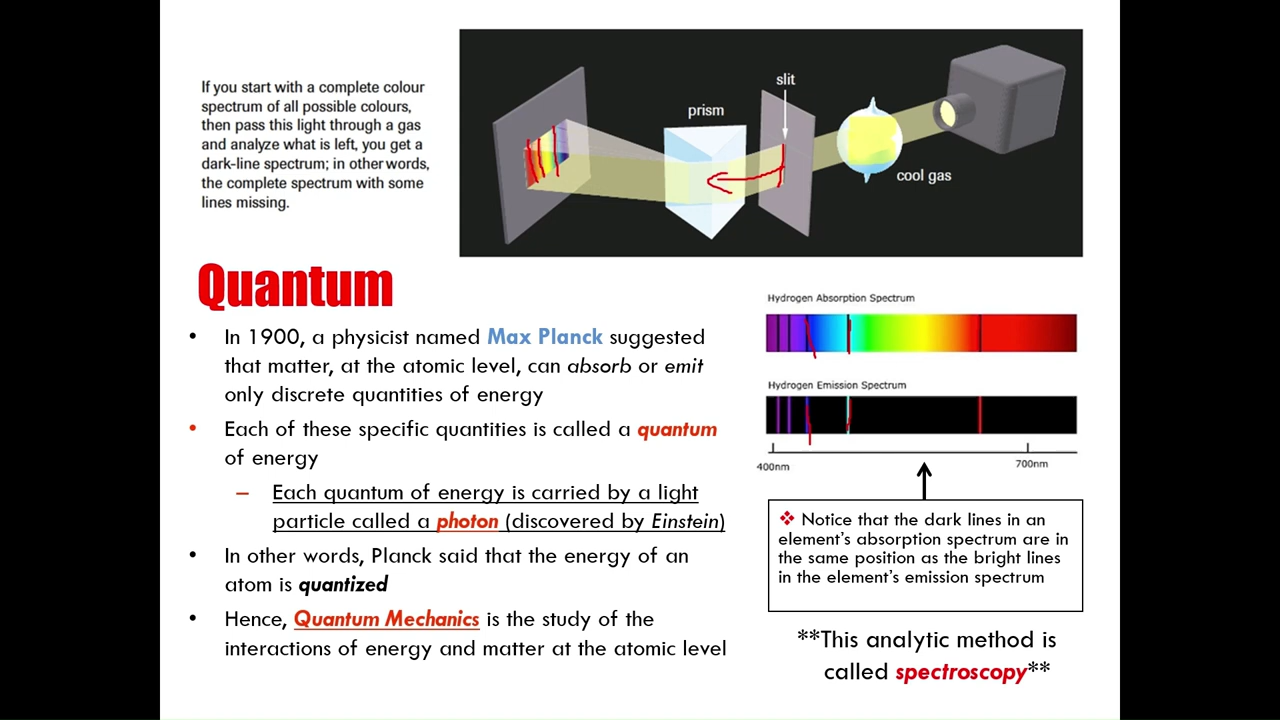 If you start with a complete colour
spectrum of all possible colours,
then pass this light through a gas
and analyze what is left, you get a
dark-line spectrum; in other words,
the complete spectrum with some
lines missing.
slit
prism
cool gas
Quantum
• In 1900, a physicist named Max Planck suggested
that matter, at the atomic level, can absorb or emit
only discrete quantities of energy
• Each of these specific quantities is called a quantum
of energy
– Each quantum of energy is carried by a light
particle called a photon (discovered by Einstein)
• In other words, Planck said that the energy of an
atom is quantized
• Hence, Quantum Mechanics is the study of the
interactions of energy and matter at the atomic level
Hydrogen Absorption Spectrum
Hydrogen Emission Spectrum
400nm
700nm
❖ Notice that the dark lines in an
element's absorption spectrum are in
the same position as the bright lines
in the element's emission spectrum
**This analytic method is
called spectroscopy**